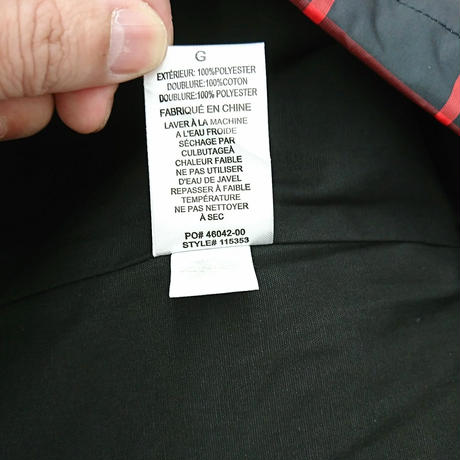 G
EXTÉRIEUR: 100%POLYESTER
DOUBLURE:100%COTON
DOUBLURE:100% POLYESTER
FABRIQUÉ EN CHINE
LAVER À LA MACHINE
A L'EAU FROIDE
SÉCHAGE PAR
CULBUTAGEÀ
CHALEUR FAIBLE
NE PAS UTILISER
D'EAU DE JAVEL
REPASSER À FAIBLE
TEMPÉRATURE
NE PAS NETTOYER
À SEC
PO# 46042-00
STYLE# 115353